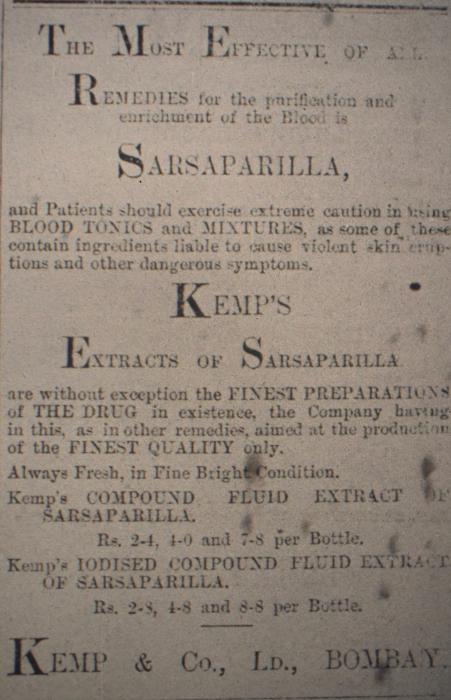 THE MOST EFFECTIVE OF ALL
REMEDIES for the purification and
enrichment of the Blood is
SARSAPARILLA,
and Patients should exercise extreme caution in using
BLOOD TONICS and MIXTURES, as some of these
contain ingredients liable to cause violent skin erup-
tions and other dangerous symptoms.
KEMP'S
EXTRACTS OF SARSAPARILLA
are without exception the FINEST PREPARATIONS
of THE DRUG in existence, the Company having
in this, as in other remedies, aimed at the production
of the FINEST QUALITY only.
Always Fresh, in Fine Bright Condition.
Kemp's COMPOUND FLUID EXTRACT OF
SARSAPARILLA.
Rs. 2-4, 4-0 and 7-8 per Bottle.
Kemp's IODISED COMPOUND FLUID EXTRACT
OF SARSAPARILLA.
Rs. 2-8, 4-8 and 8-8 per Bottle.
KEMP & Co., LD., BOMBAY.